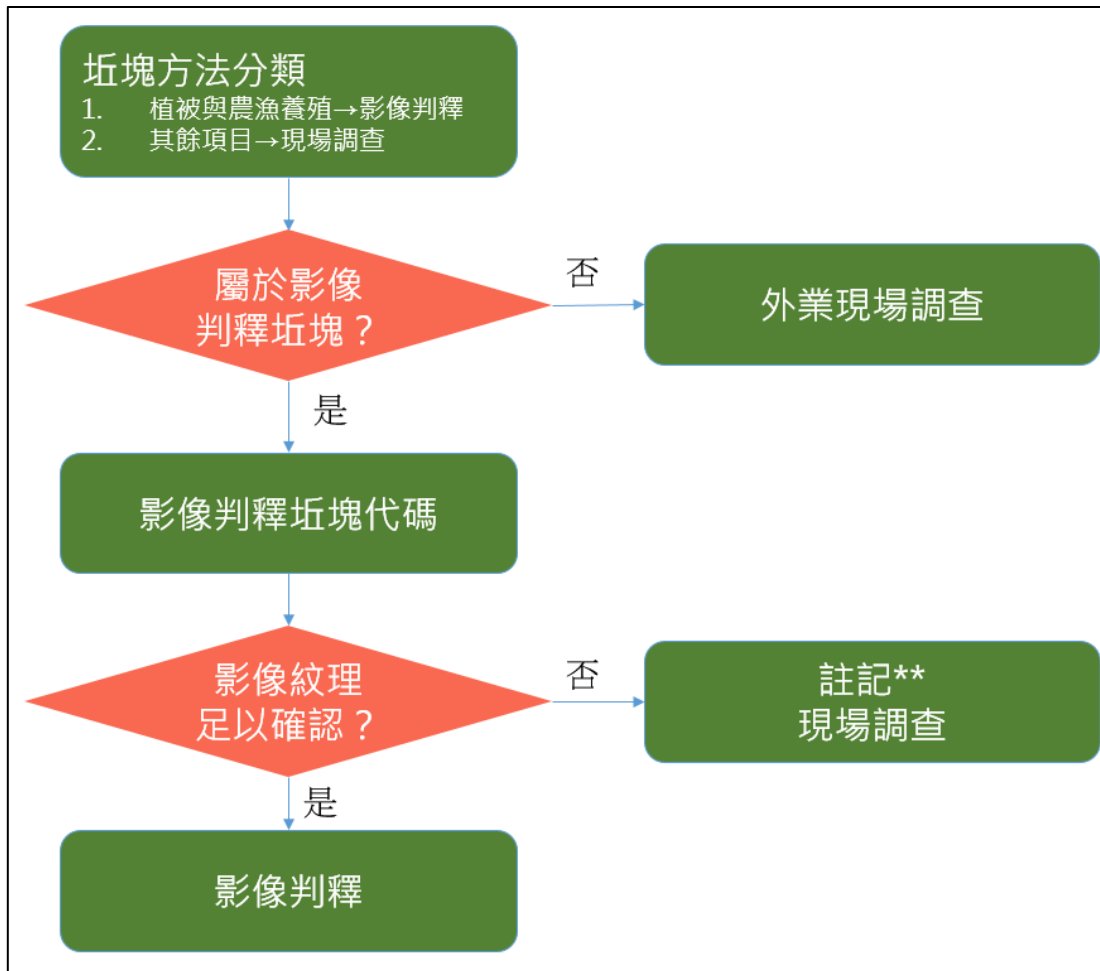 坵塊方法分類
1. 植被與農漁養殖→影像判釋
2. 其餘項目→現場調查
屬於影像
判釋坵塊？
否
外業現場調查
是
影像判釋坵塊代碼
影像紋理
足以確認？
否
註記**
現場調查
是
影像判釋